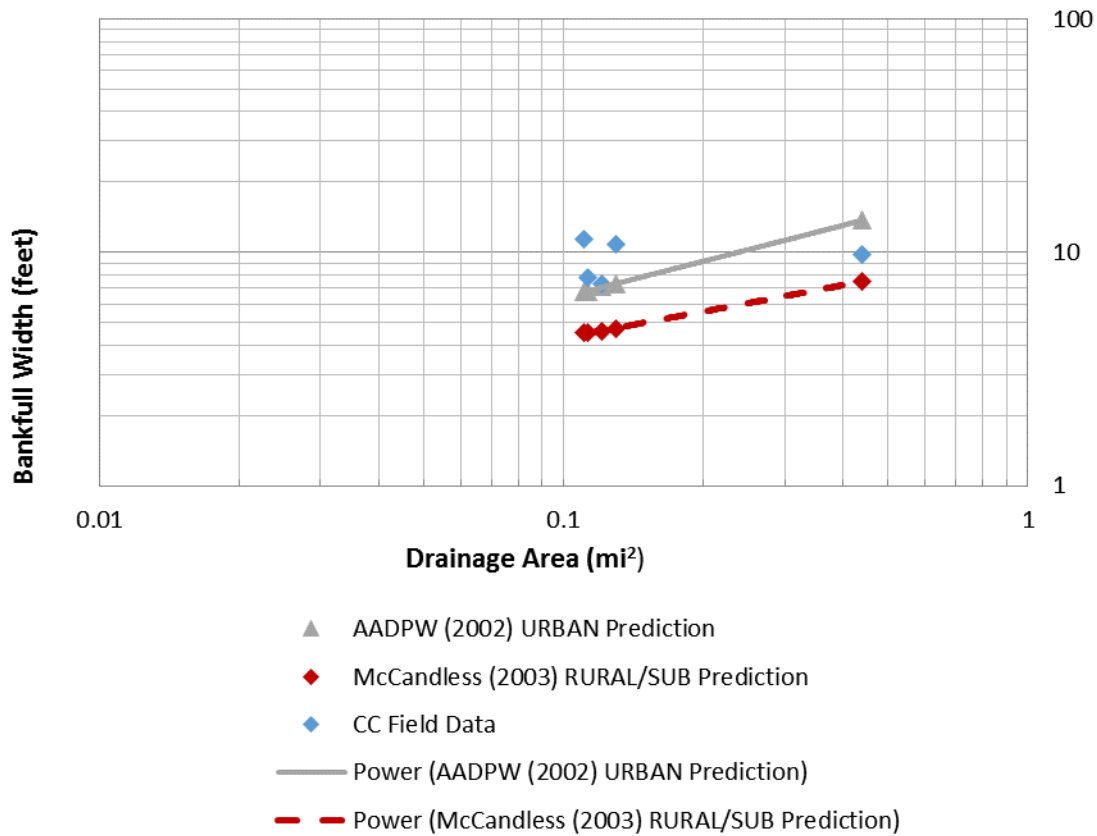 100
10
1
Bankfull Width (feet)
0.01
0.1
1
Drainage Area (mi²)
AADPW (2002) URBAN Prediction
McCandless (2003) RURAL/SUB Prediction
CC Field Data
Power (AADPW (2002) URBAN Prediction)
Power (McCandless (2003) RURAL/SUB Prediction)